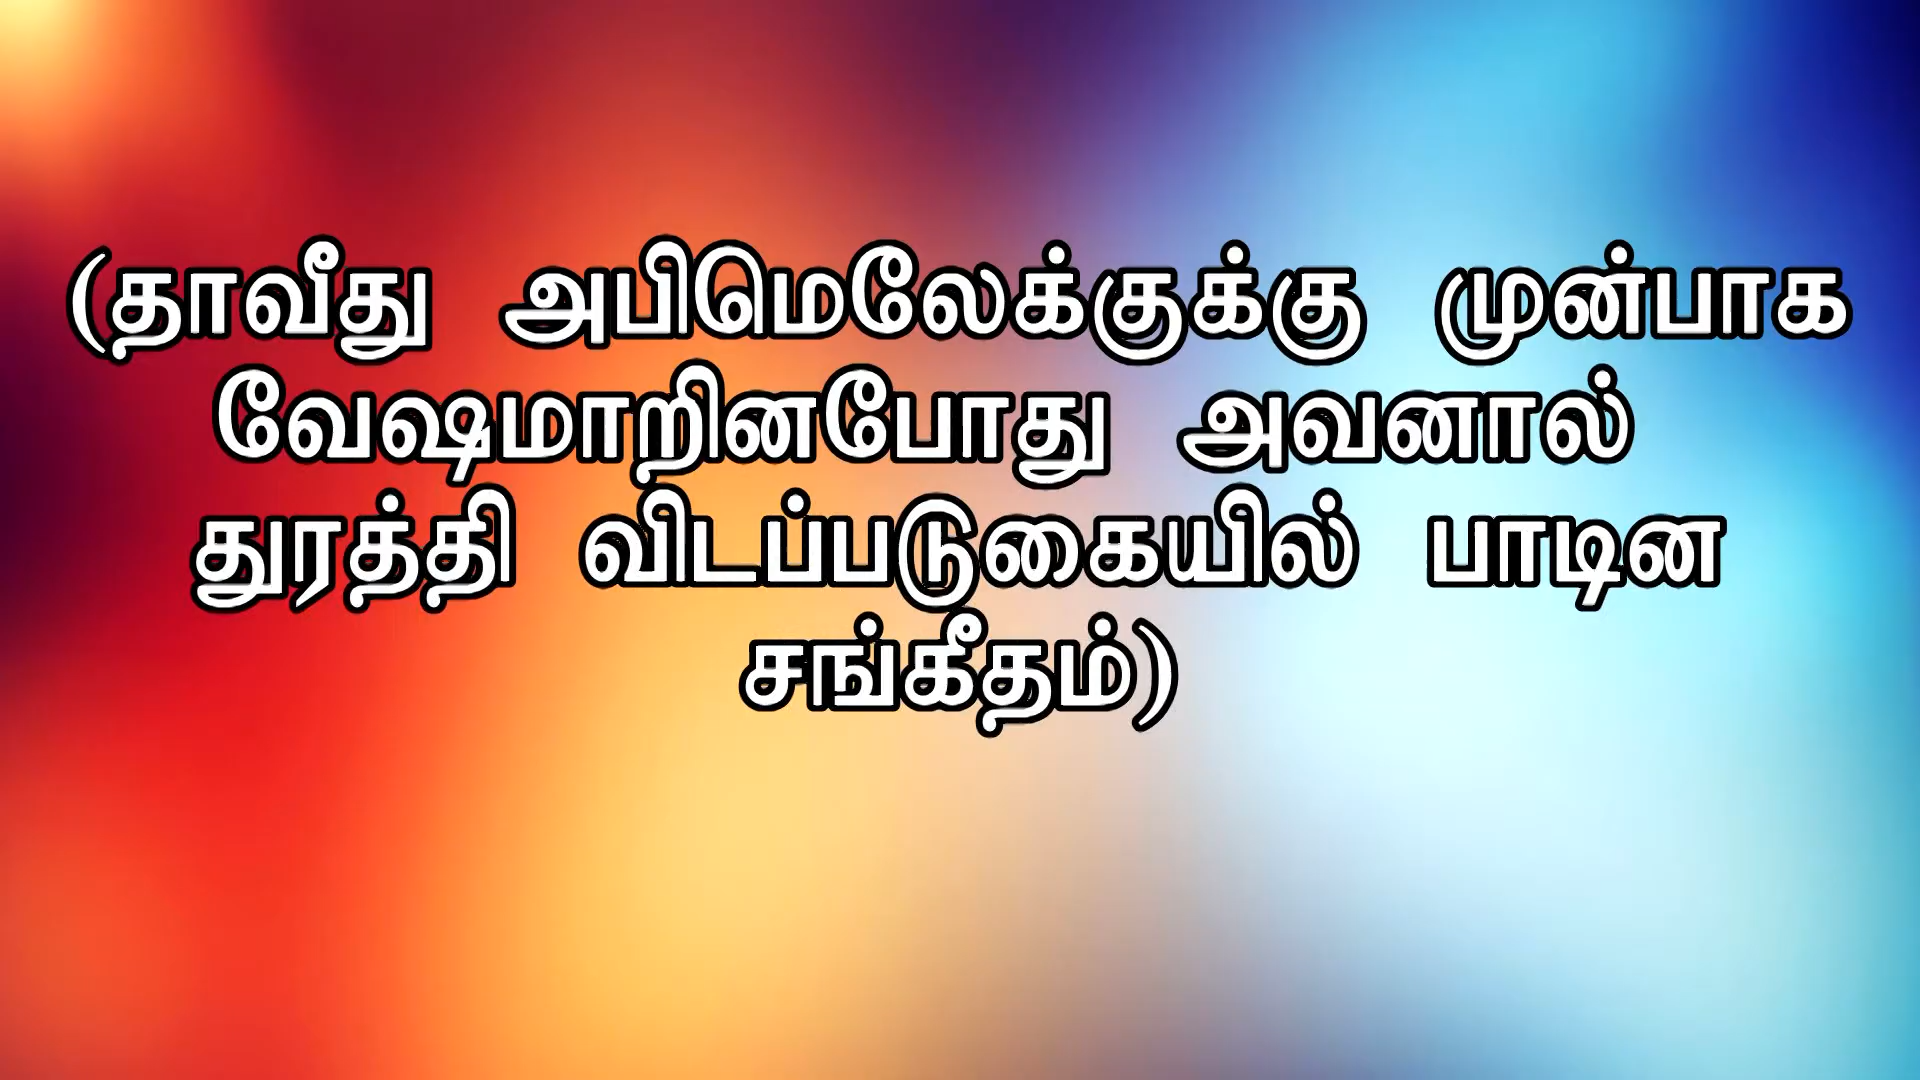 (தாவீது அபிமெலேக்குக்கு முன்பாக
வேஷமாறினபோது அவனால்
துரத்தி விடப்படுகையில் பாடின
சங்கீதம்)